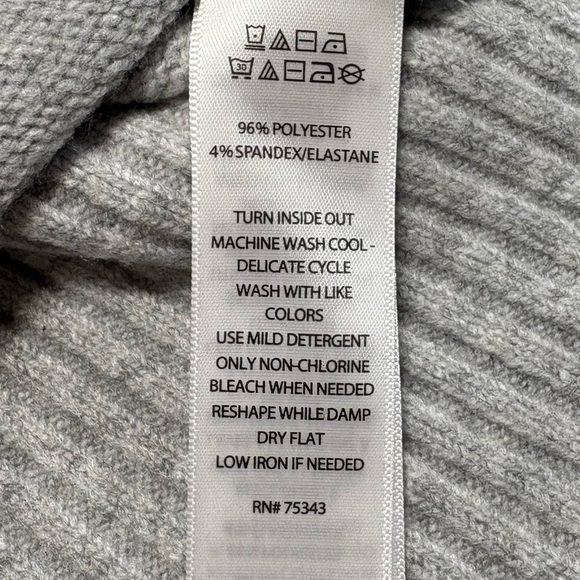 30
96% POLYESTER
4% SPANDEX/ELASTANE
TURN INSIDE OUT
MACHINE WASH COOL -
DELICATE CYCLE
WASH WITH LIKE
COLORS
USE MILD DETERGENT
ONLY NON-CHLORINE
BLEACH WHEN NEEDED
RESHAPE WHILE DAMP
DRY FLAT
LOW IRON IF NEEDED
RN# 75343